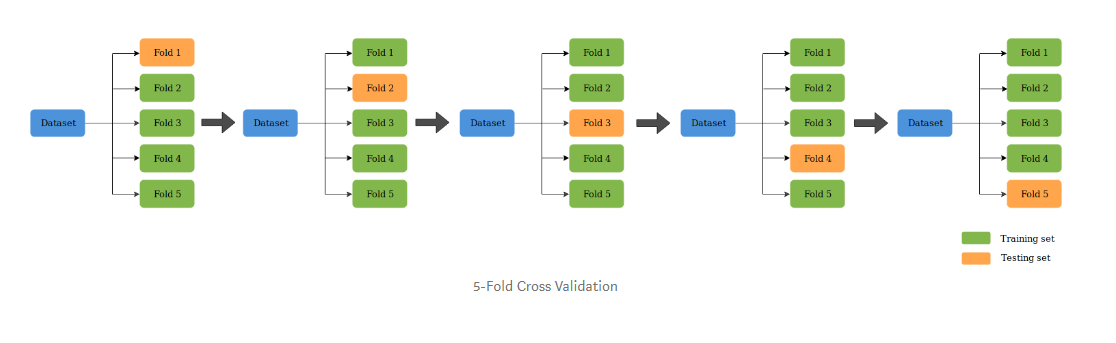 Dataset
Fold 1
Fold 2
Fold 3
Fold 4
Fold 5
Dataset
Fold 1
Fold 2
Fold 3
Fold 4
Fold 5
Dataset
Fold 1
Fold 2
Fold 3
Fold 4
Fold 5
Dataset
Fold 1
Fold 2
Fold 3
Fold 4
Fold 5
Dataset
Fold 1
Fold 2
Fold 3
Fold 4
Fold 5
Training set
Testing set
5-Fold Cross Validation